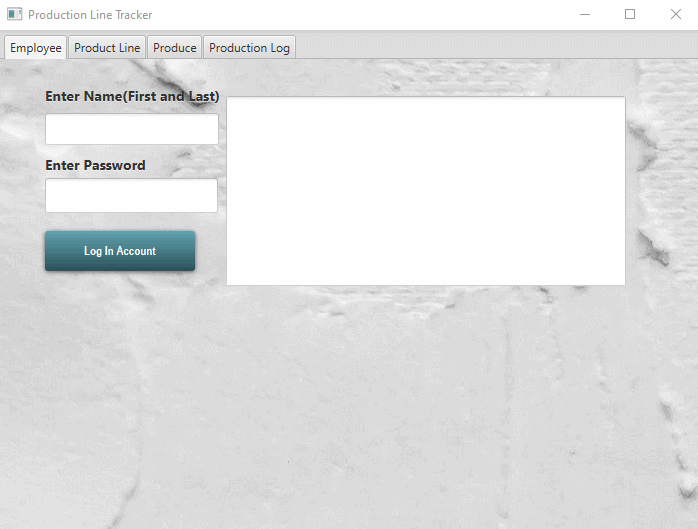 Production Line Tracker
Employee Product Line Produce Production Log
Enter Name(First and Last)
Enter Password
Log In Account